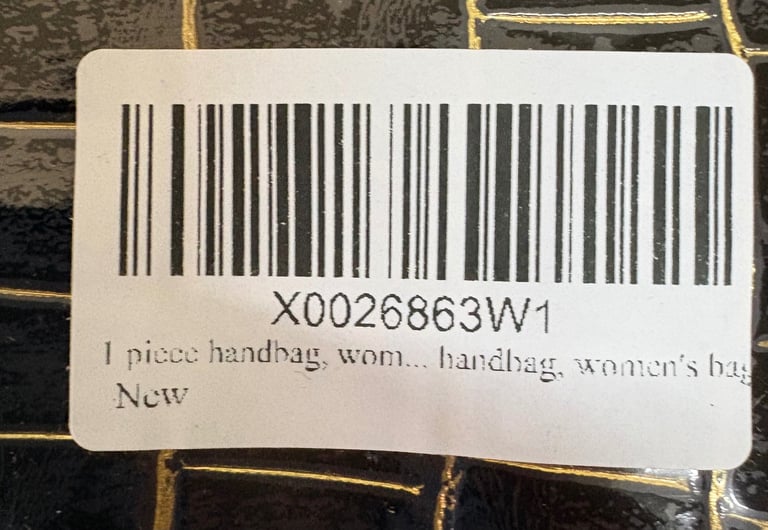 X0026863W1
1 piece handbag, wom... handbag, women's bag
New